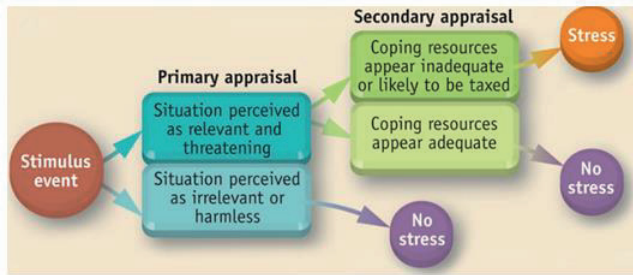 Secondary appraisal
Coping resources
appear inadequate
or likely to be taxed
Stress
Primary appraisal
Situation perceived
as relevant and
threatening
Coping resources
appear adequate
Stimulus
event
Situation perceived
as irrelevant or
harmless
No
stress
No
stress